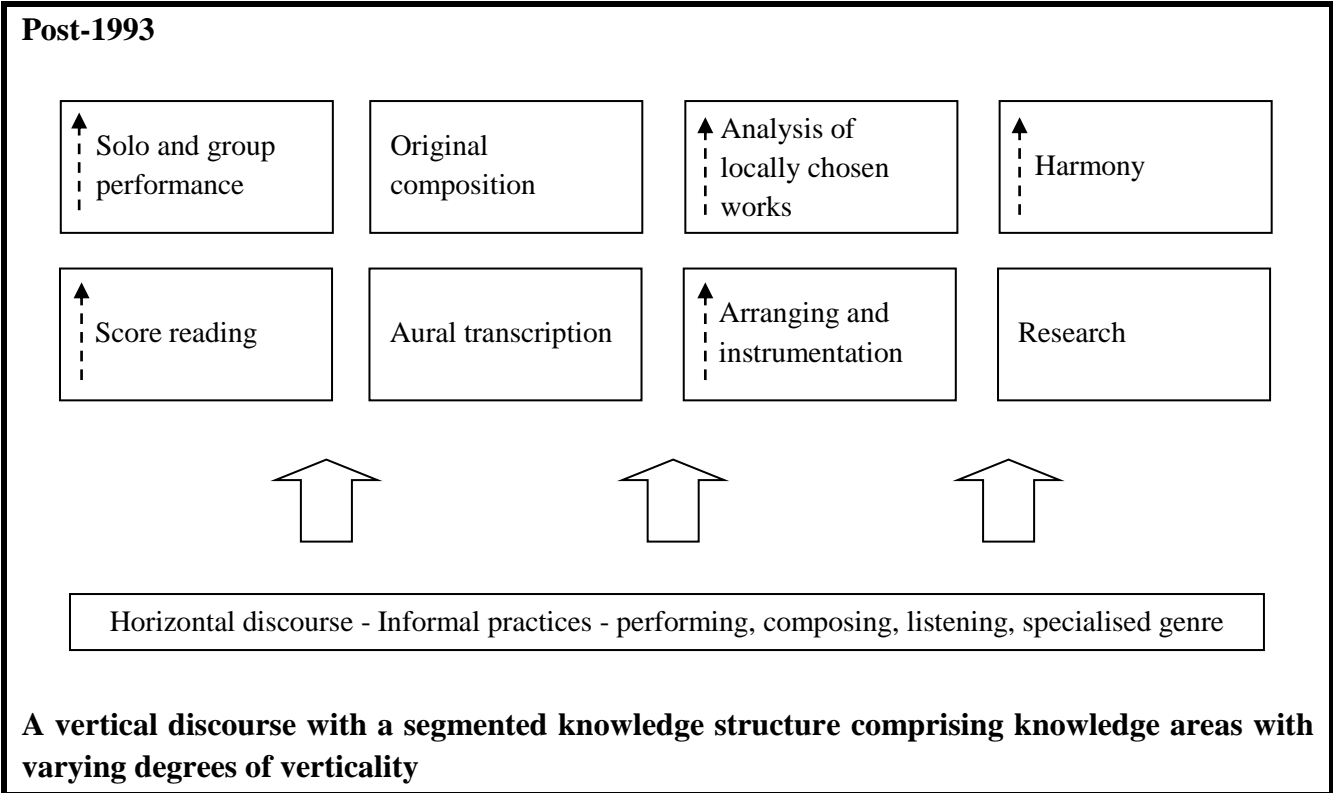 Post-1993
Solo and group
performance
Original
composition
Analysis of
locally chosen
works
Harmony
Score reading
Aural transcription
Arranging and
instrumentation
Research
Horizontal discourse - Informal practices - performing, composing, listening, specialised genre
A vertical discourse with a segmented knowledge structure comprising knowledge areas with
varying degrees of verticality